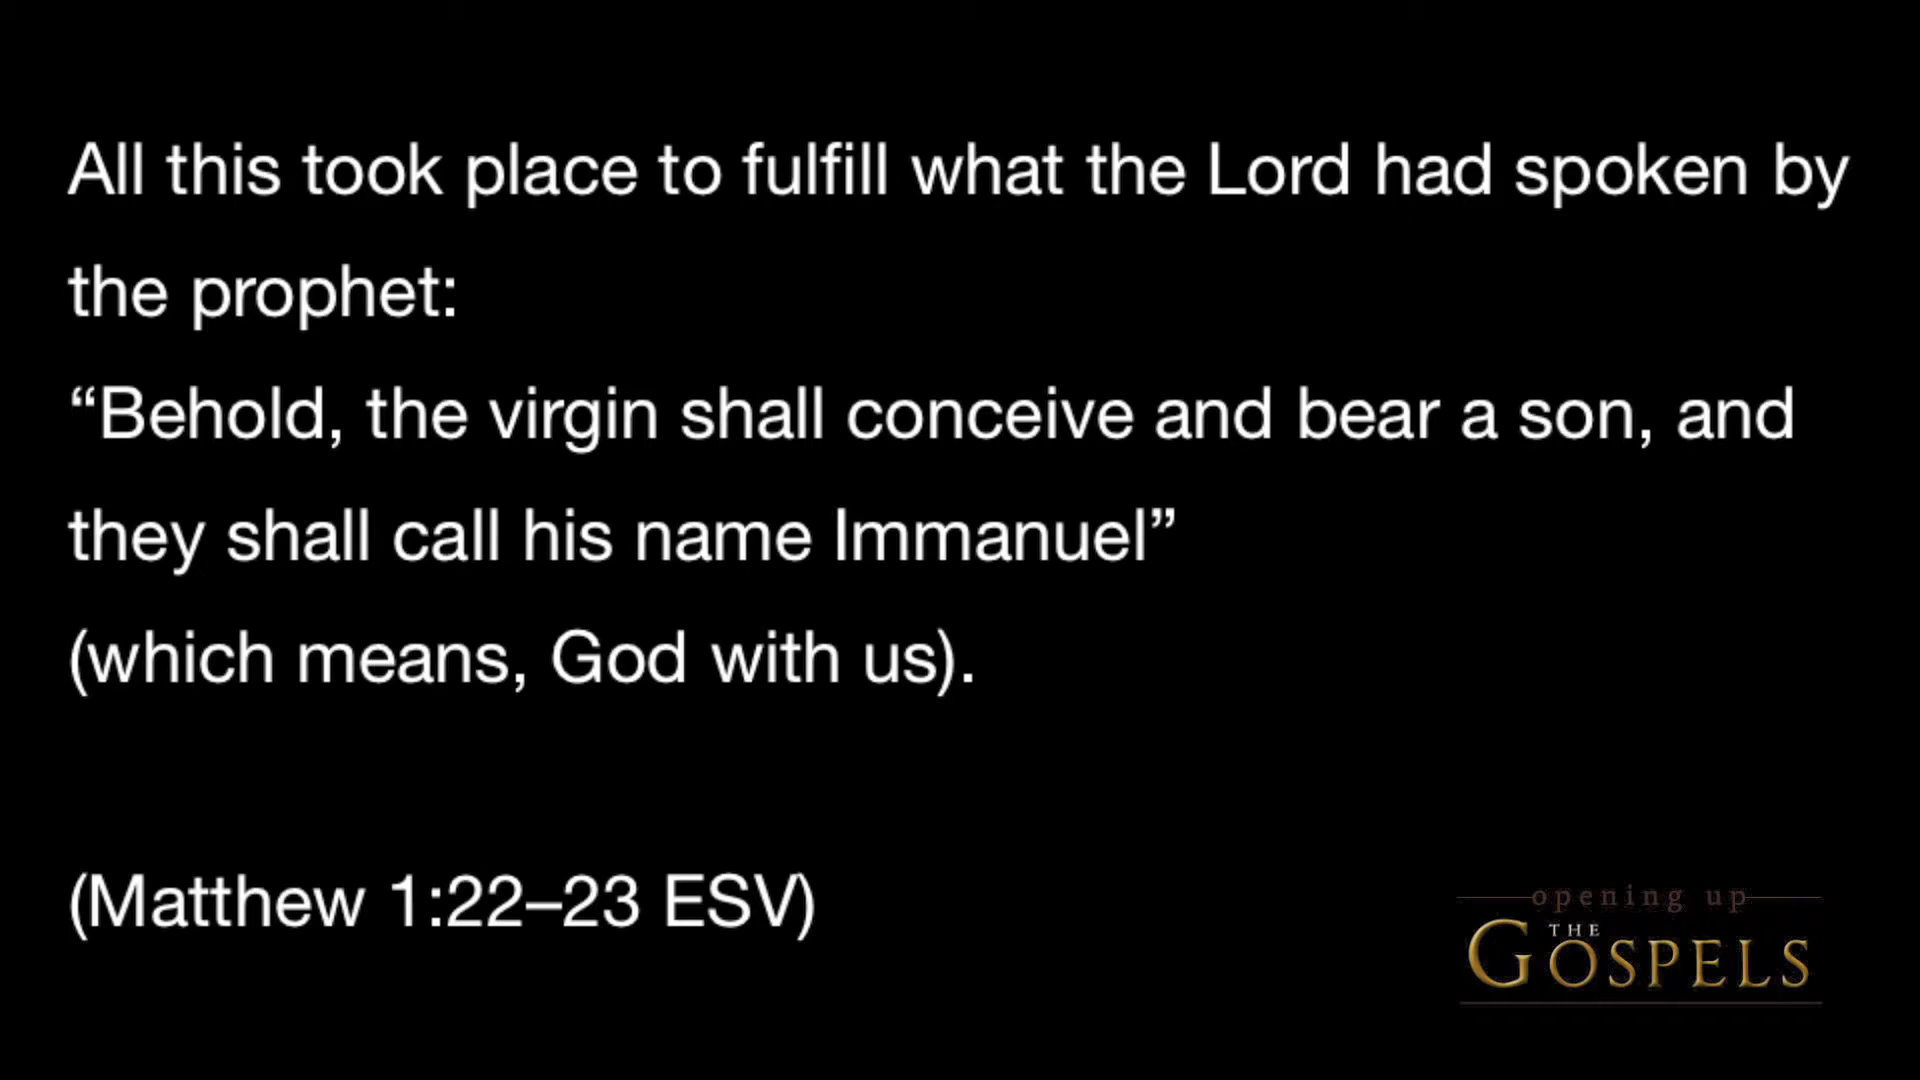 All this took place to fulfill what the Lord had spoken by
the prophet:
“Behold, the virgin shall conceive and bear a son, and
they shall call his name Immanuel”
(which means, God with us).
(Matthew 1:22–23 ESV)
opening up
THE
GOSPELS